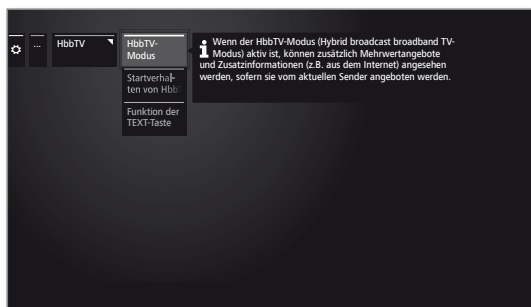 ...
HbbTV
HbbTV-
Modus
Startverhal-
ten von Hbb
Funktion der
TEXT-Taste
Wenn der HbbTV-Modus (Hybrid broadcast broadband TV-
Modus) aktiv ist, können zusätzlich Mehrwertangebote
und Zusatzinformationen (z.B. aus dem Internet) angesehen
werden, sofern sie vom aktuellen Sender angeboten werden.